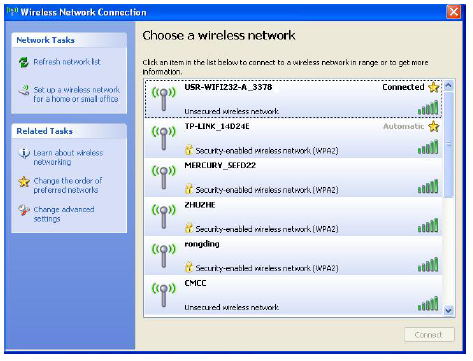 Wireless Network Connection
Network Tasks
Refresh network list
Set up a wireless network
for a home or small office
Related Tasks
Learn about wireless
networking
Change the order of
preferred networks
Change advanced
settings
Choose a wireless network
Click an item in the list below to connect to a wireless network in range or to get more
information.
USR-WIFI232-A_3378 Connected
Unsecured wireless network
TP-LINK_14D24E Automatic
Security-enabled wireless network (WPA2)
MERCURY_5EFD22
Security-enabled wireless network (WPA2)
ZHUZHE
Security-enabled wireless network (WPA2)
rongding
Security-enabled wireless network (WPA2)
CMCC
Unsecured wireless network
Connect